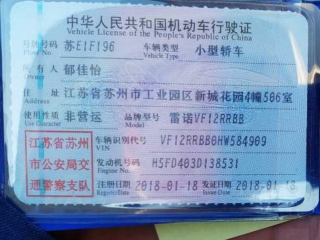 中华人民共和国机动车行驶证
Vehicle License of the People's Republic of China
号牌号码 苏E1F196 车辆类型 小型轿车
Plate No. Vehicle Type
所有人 郁佳怡
Owner
住 址 江苏省苏州市工业园区新城花园4幢506室
Address
使用性质 非营运 品牌型号 雷诺VF12RRBB
Use Character Model
江苏省苏州 车辆识别代号 VF12RRBB0HW584909
VIN
市公安局交 发动机号码 H5FD403D138531
Engine No.
通警察支队 注册日期 2018-01-18 发证日期 2018-01-18
Register Date Issue Date